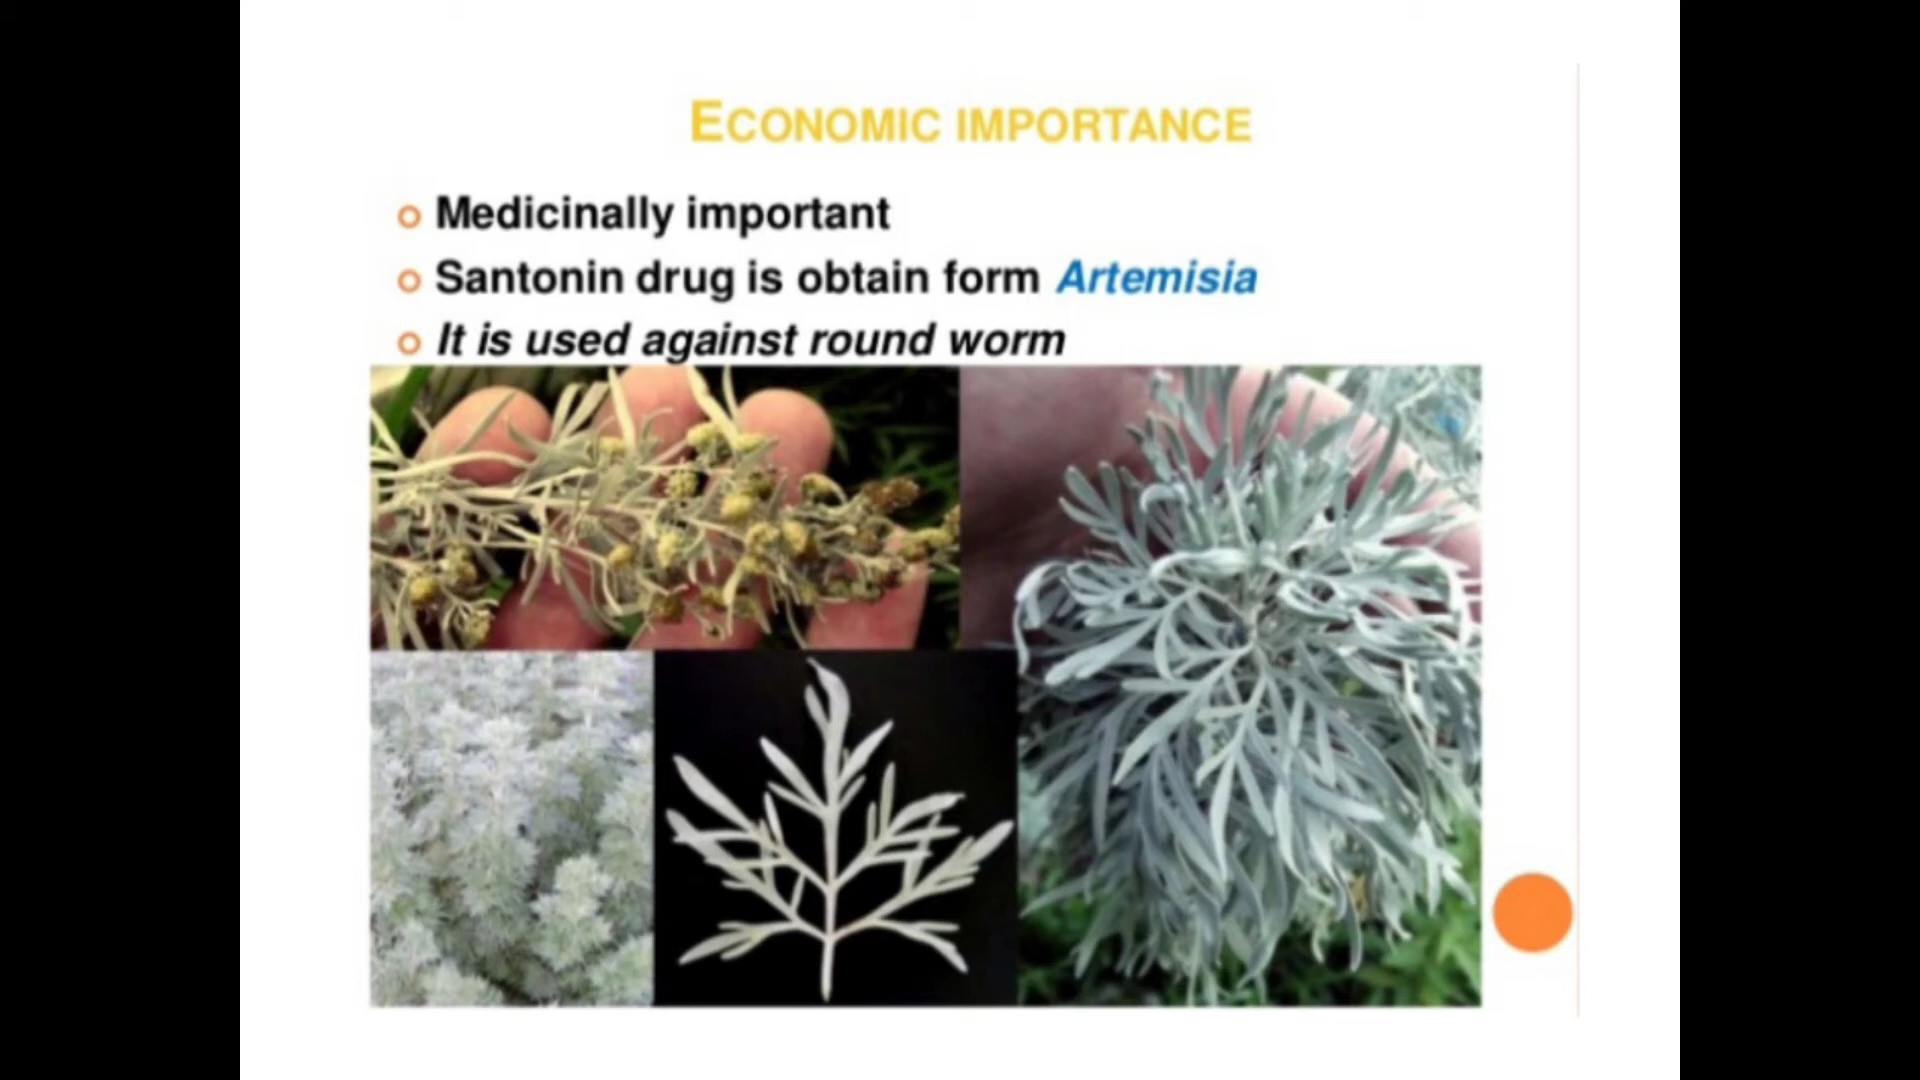 ECONOMIC IMPORTANCE
Medicinally important
Santonin drug is obtain form Artemisia
It is used against round worm